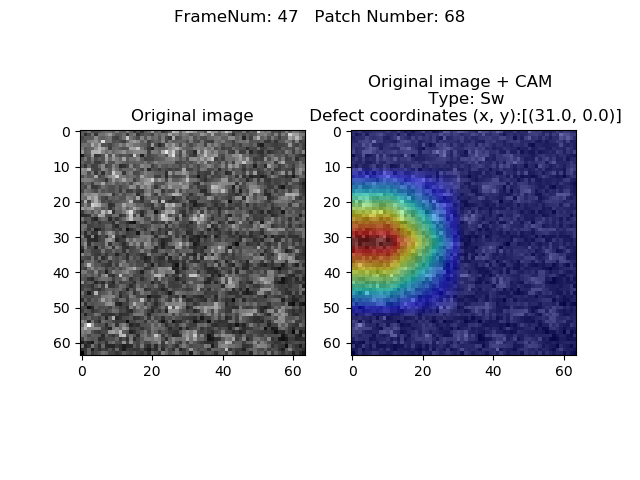 FrameNum: 47   Patch Number: 68
Original image
Original image + CAM
Type: Sw
Defect coordinates (x, y):[(31.0, 0.0)]
0
10
20
30
40
50
60
0 20 40 60
0
10
20
30
40
50
60
0 20 40 60